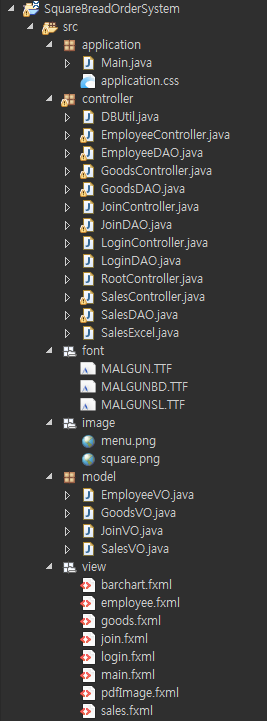 SquareBreadOrderSystem
src
application
Main.java
application.css
controller
DBUtil.java
EmployeeController.java
EmployeeDAO.java
GoodsController.java
GoodsDAO.java
JoinController.java
JoinDAO.java
LoginController.java
LoginDAO.java
RootController.java
SalesController.java
SalesDAO.java
SalesExcel.java
font
MALGUN.TTF
MALGUNBD.TTF
MALGUNSL.TTF
image
menu.png
square.png
model
EmployeeVO.java
GoodsVO.java
JoinVO.java
SalesVO.java
view
barchart.fxml
employee.fxml
goods.fxml
join.fxml
login.fxml
main.fxml
pdfImage.fxml
sales.fxml